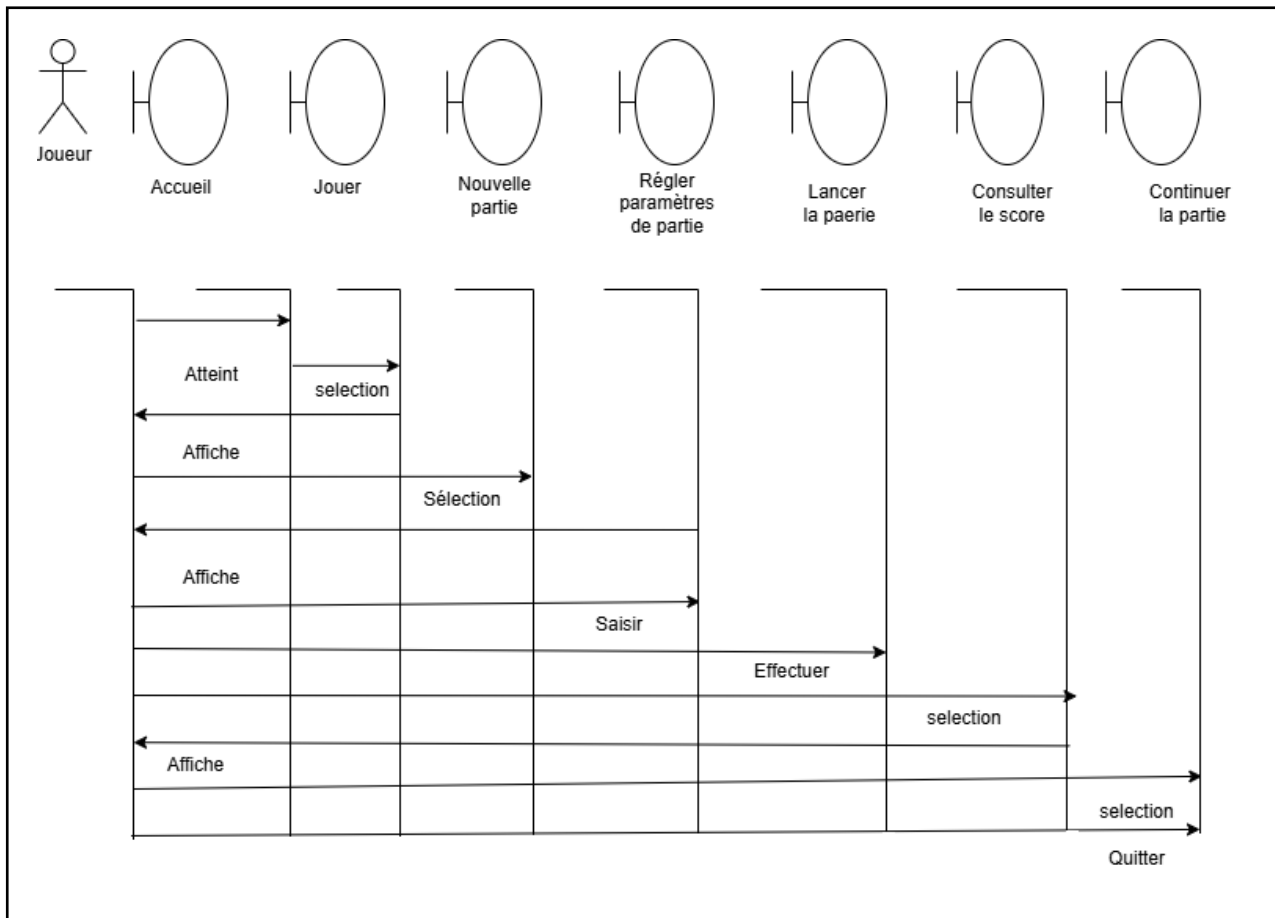 Joueur
Accueil
Jouer
Nouvelle
partie
Régler
paramètres
de partie
Lancer
la paerie
Consulter
le score
Continuer
la partie
Atteint
selection
Affiche
Sélection
Affiche
Saisir
Effectuer
selection
Affiche
selection
Quitter